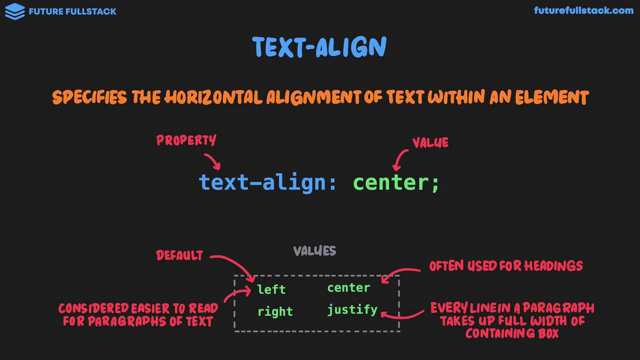 FUTURE FULLSTACK
futurefullstack.com
TEXT-ALIGN
SPECIFIES THE HORIZONTAL ALIGNMENT OF TEXT WITHIN AN ELEMENT
PROPERTY
VALUE
text-align: center;
VALUES
DEFAULT
left
center
OFTEN USED FOR HEADINGS
CONSIDERED EASIER TO READ
FOR PARAGRAPHS OF TEXT
right
justify
EVERY LINE IN A PARAGRAPH
TAKES UP FULL WIDTH OF
CONTAINING BOX